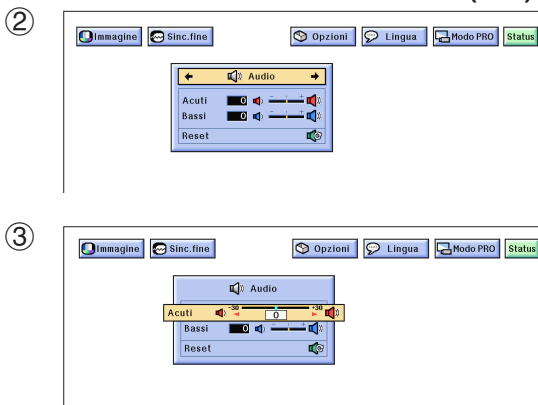 ②
Immagine Sinc.fine Opzioni Lingua Modo PRO Status
Audio
Acuti 0 - +
Bassi 0 - +
Reset
③
Immagine Sinc.fine Opzioni Lingua Modo PRO Status
Audio
Acuti -30 0 +30
Bassi 0 - +
Reset